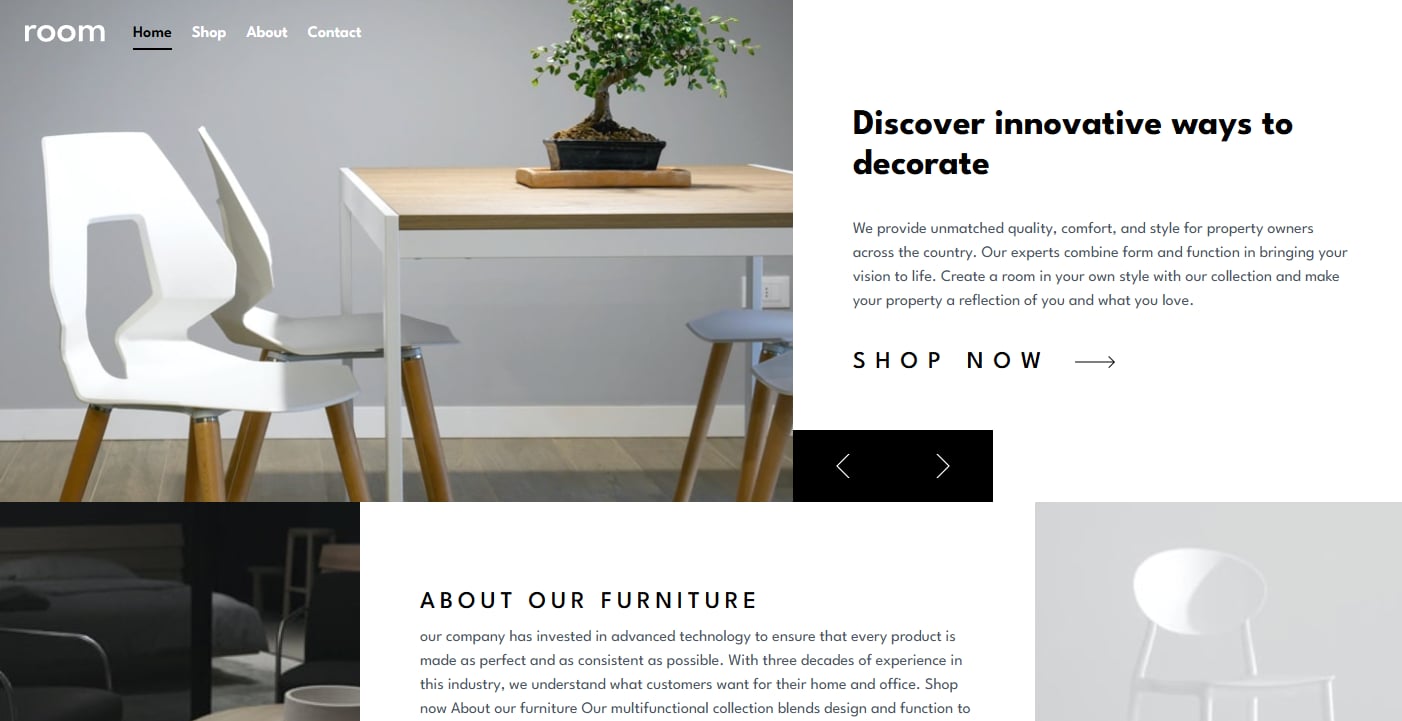 room
Home Shop About Contact
Discover innovative ways to
decorate
We provide unmatched quality, comfort, and style for property owners
across the country. Our experts combine form and function in bringing your
vision to life. Create a room in your own style with our collection and make
your property a reflection of you and what you love.
SHOP NOW
ABOUT OUR FURNITURE
our company has invested in advanced technology to ensure that every product is
made as perfect and as consistent as possible. With three decades of experience in
this industry, we understand what customers want for their home and office. Shop
now About our furniture Our multifunctional collection blends design and function to